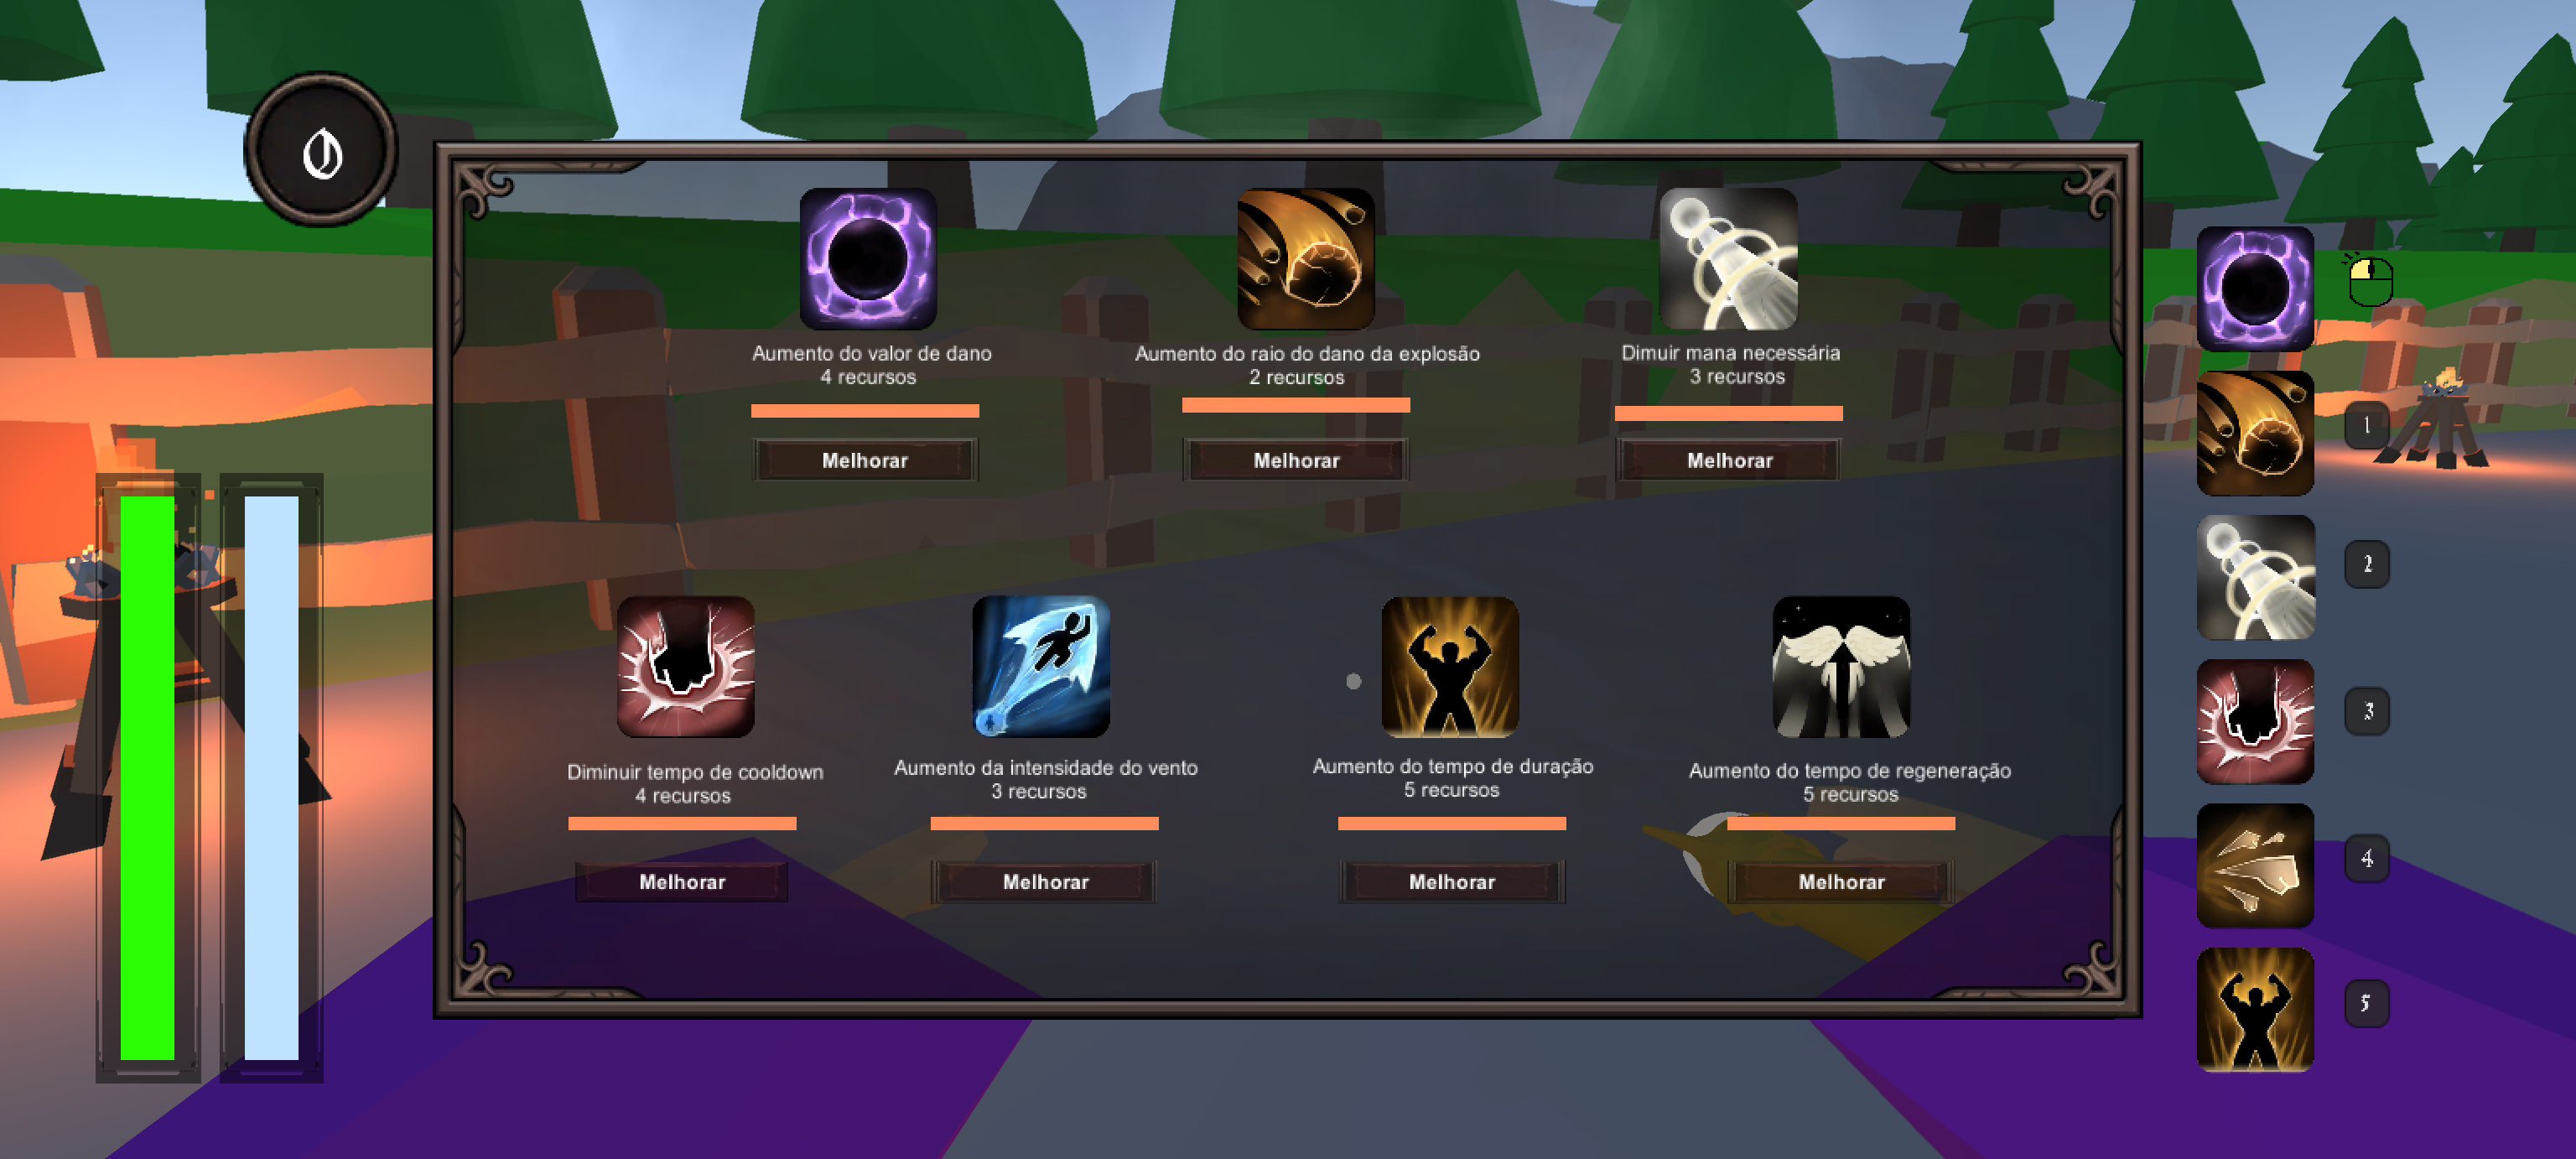 0
Aumento do valor de dano
4 recursos
Melhorar
Aumento do raio do dano da explosão
2 recursos
Melhorar
Dimuir mana necessária
3 recursos
Melhorar
Diminuir tempo de cooldown
4 recursos
Melhorar
Aumento da intensidade do vento
3 recursos
Melhorar
Aumento do tempo de duração
5 recursos
Melhorar
Aumento do tempo de regeneração
5 recursos
Melhorar
1
2
3
4
5